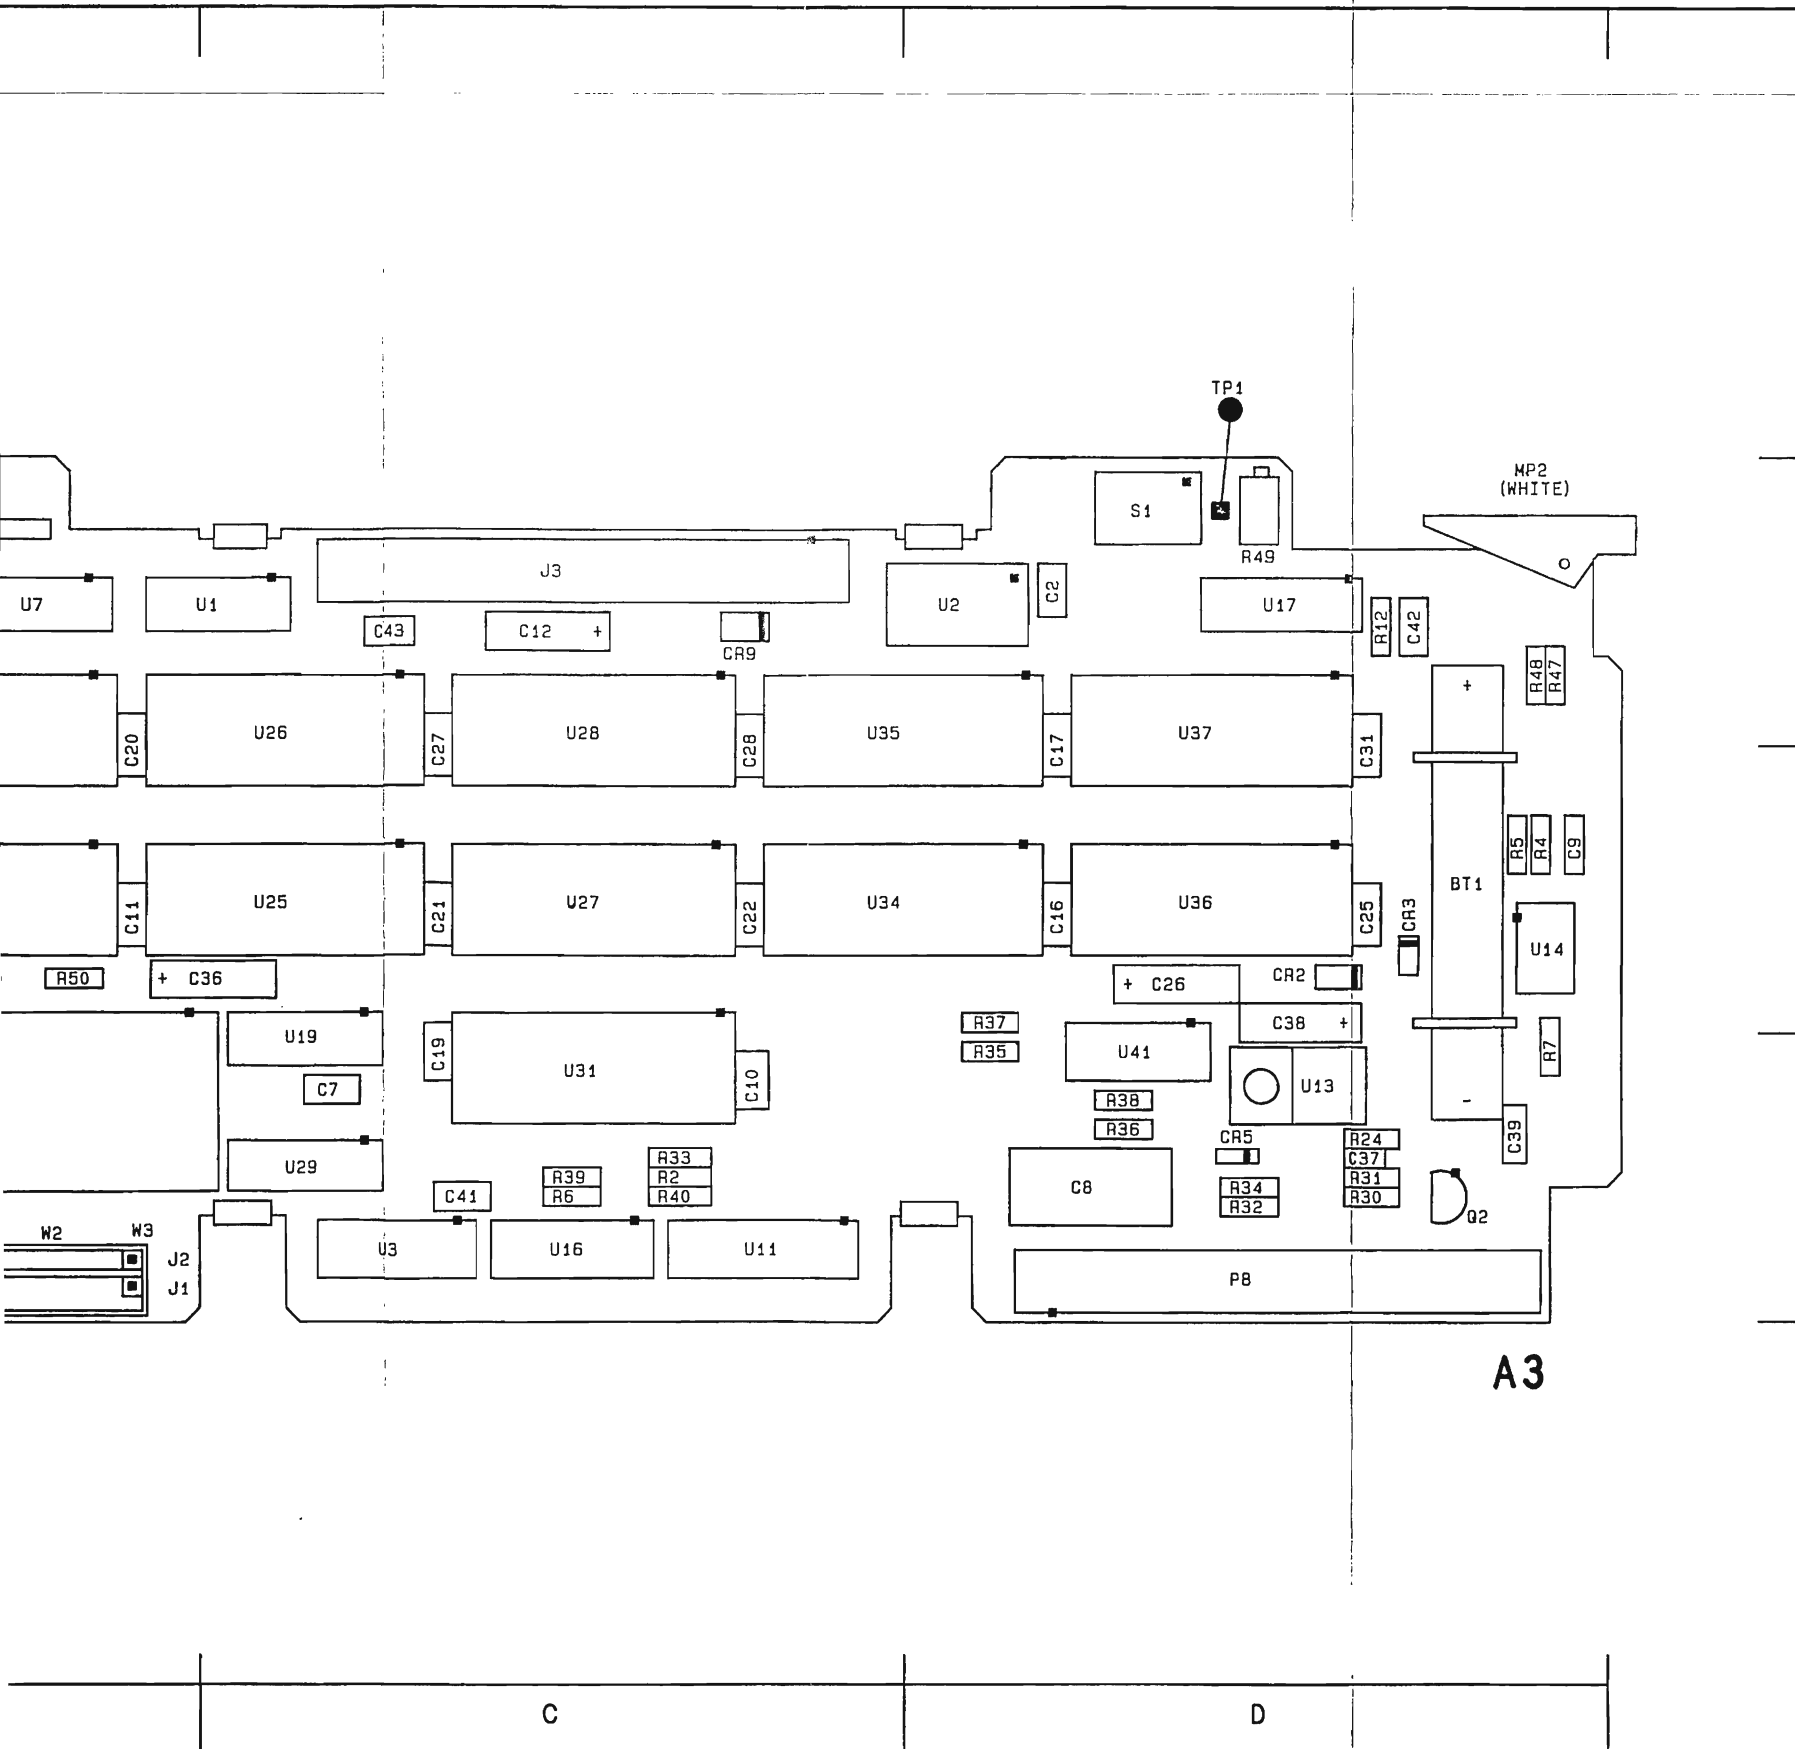 TP1
MP2
(WHITE)
S1
R49
J3
U7
U1
U2
C2
U17
R12
C42
C43
C12 +
CR9
R48
R47
+
C20
U26
C27
U28
C28
U35
C17
U37
C31
R5
R4
C9
BT1
C11
U25
C21
U27
C22
U34
C16
U36
C25
CR3
U14
R50
+ C36
+ C26
CR2
U19
C19
U31
C10
R37
R35
U41
C38 +
U13
R7
C7
R38
R36
-
C39
U29
C41
R39
R6
R33
R2
R40
C8
CR5
R34
R32
R24
C37
R31
R30
Q2
W2
W3
J2
J1
U3
U16
U11
P8
A3
C
D